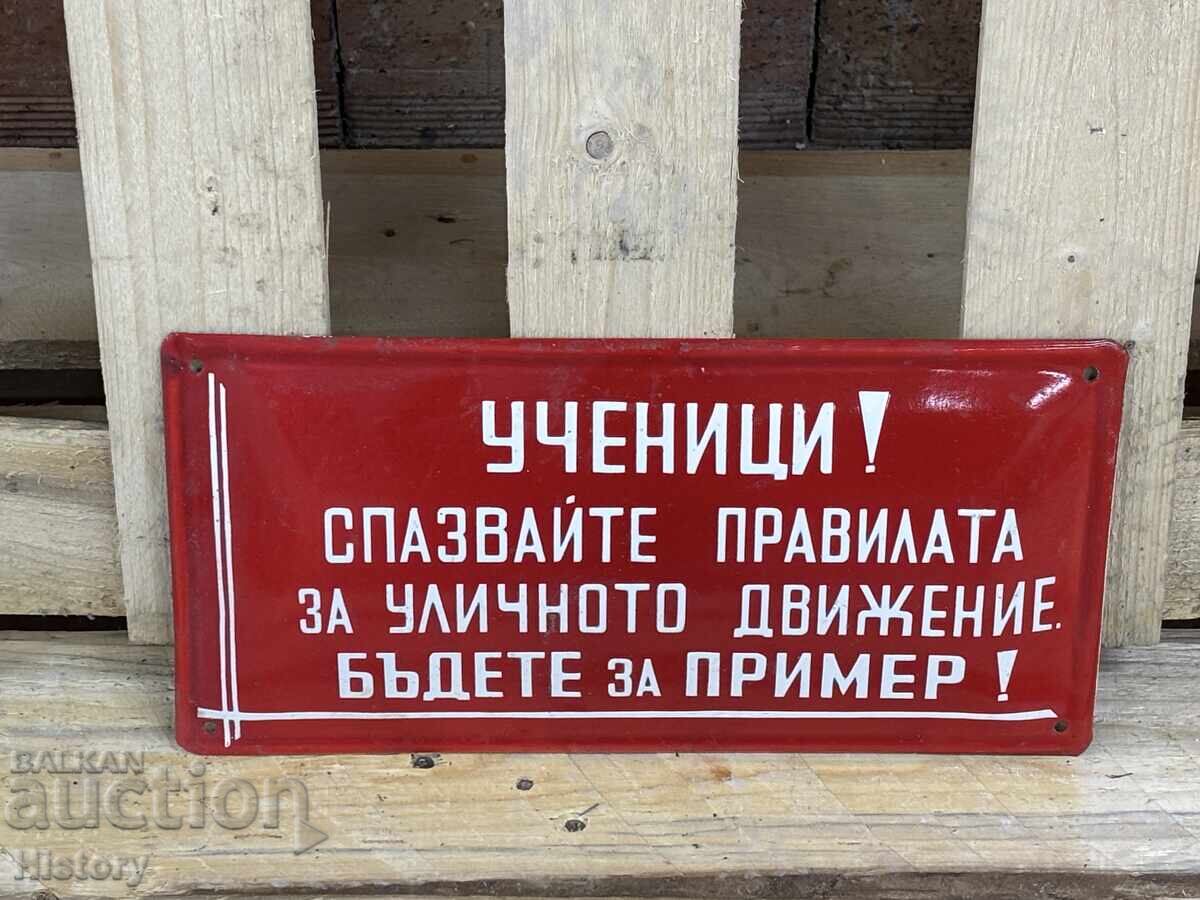 УЧЕНИЦИ!
СПАЗВАЙТЕ ПРАВИЛАТА
ЗА УЛИЧНОТО ДВИЖЕНИЕ.
БЪДЕТЕ ЗА ПРИМЕР!
BALKAN
auction
History